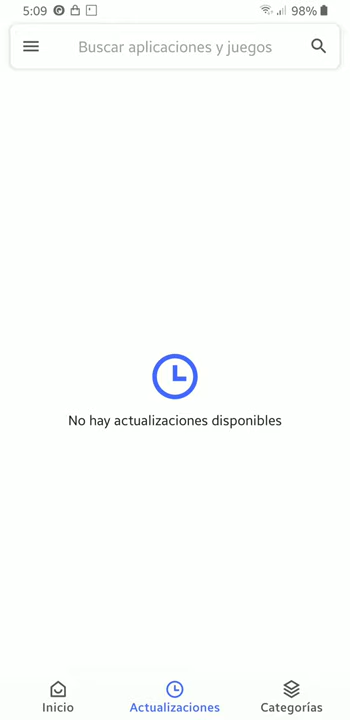 5:09 98%
Buscar aplicaciones y juegos
No hay actualizaciones disponibles
Inicio Actualizaciones Categorías